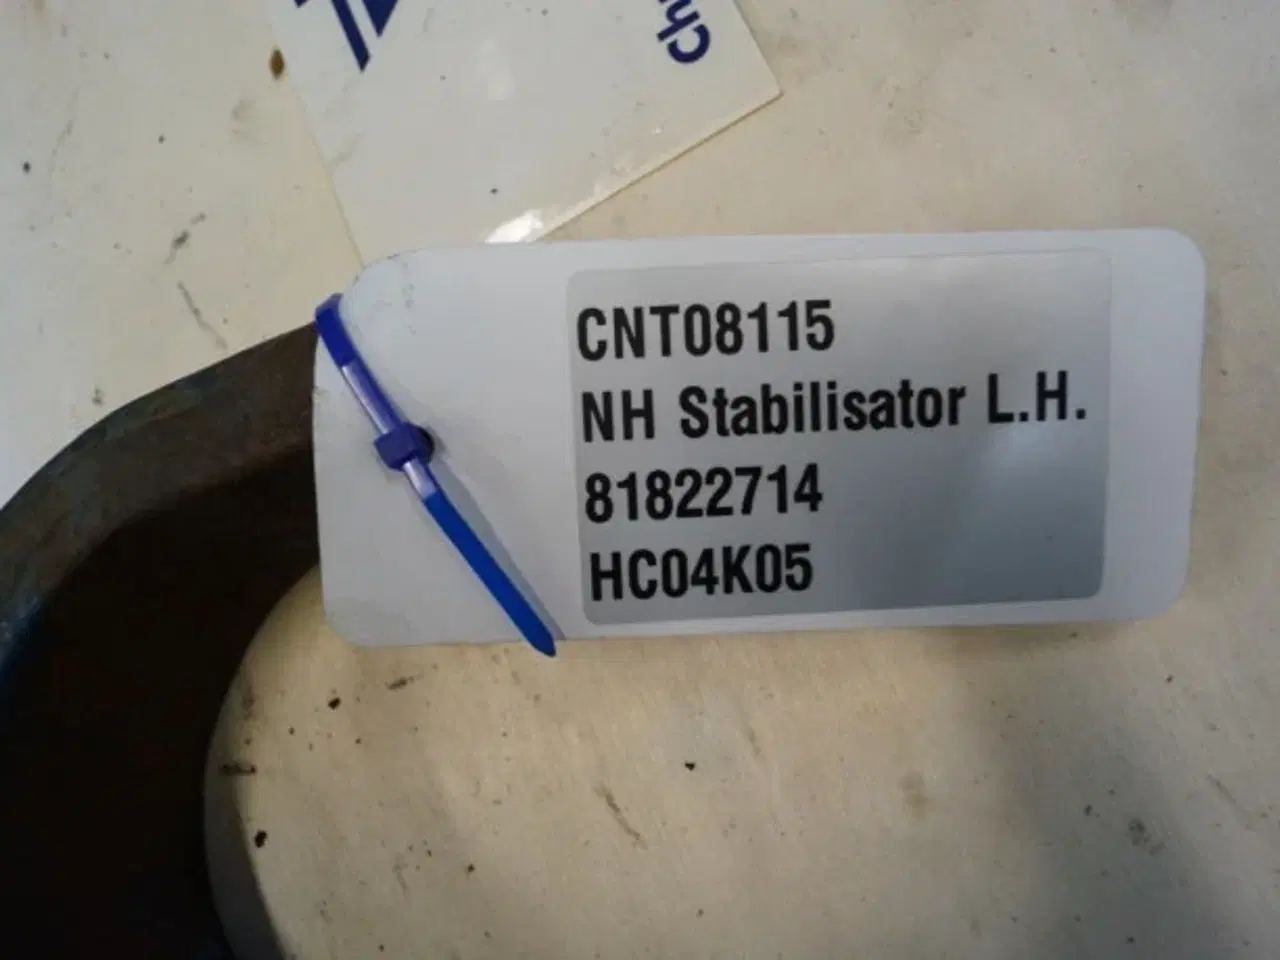 CNT08115
NH Stabilisator L.H.
81822714
HC04K05